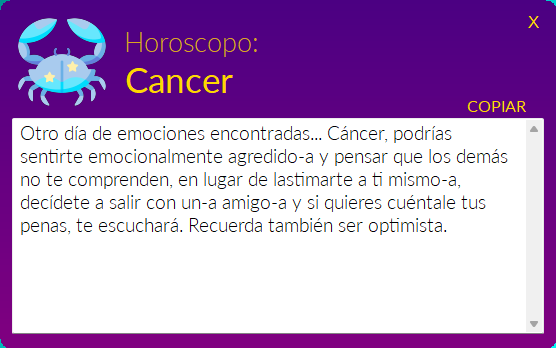 X
Horoscopo:
Cancer
COPIAR
Otro día de emociones encontradas... Cáncer, podrías
sentirte emocionalmente agredido-a y pensar que los demás
no te comprenden, en lugar de lastimarte a ti mismo-a,
decídete a salir con un-a amigo-a y si quieres cuéntale tus
penas, te escuchará. Recuerda también ser optimista.